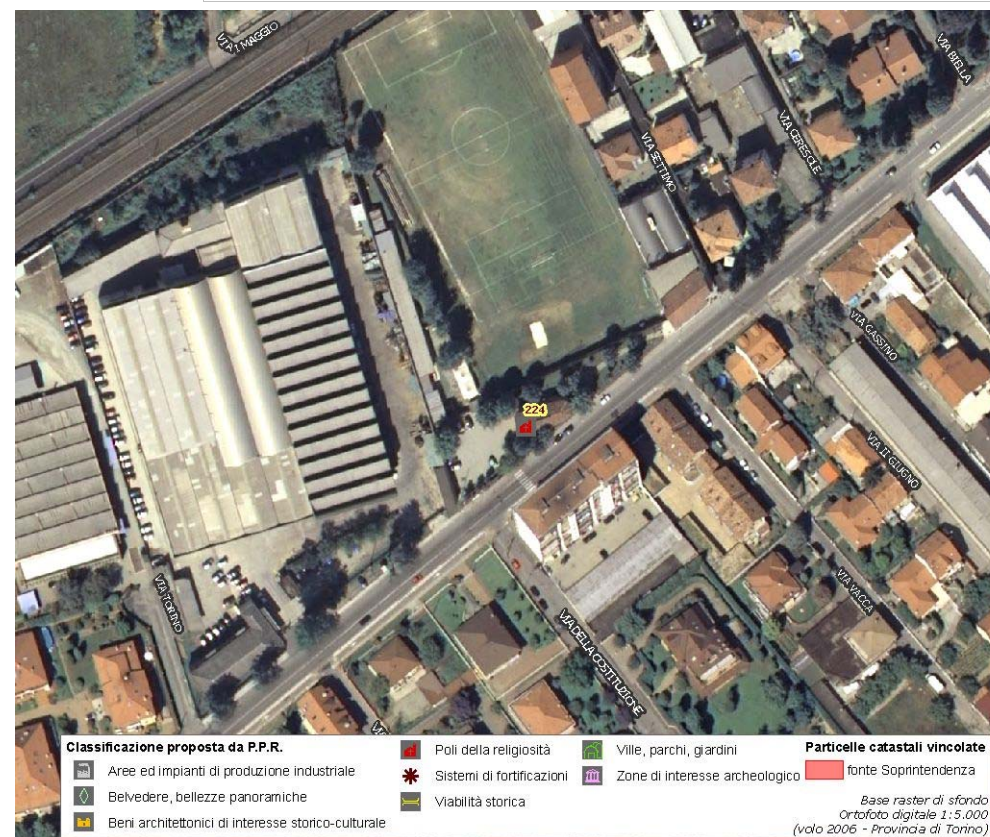 VIA I MAGGIO
VIA BIELLA
VIA CERESOLE
VIA SETTIMO
VIA GASSINO
224
VIA II GIUGNO
VIA VACCA
VIA TORINO
VIA DELLA COSTITUZIONE
Classificazione proposta da P.P.R.
Aree ed impianti di produzione industriale
Belvedere, bellezze panoramiche
Beni architettonici di interesse storico-culturale
Poli della religiosità
Sistemi di fortificazioni
Viabilità storica
Ville, parchi, giardini
Zone di interesse archeologico
Particelle catastali vincolate
fonte Soprintendenza
Base raster di sfondo
Ortofoto digitale 1:5.000
(volo 2006 - Provincia di Torino)